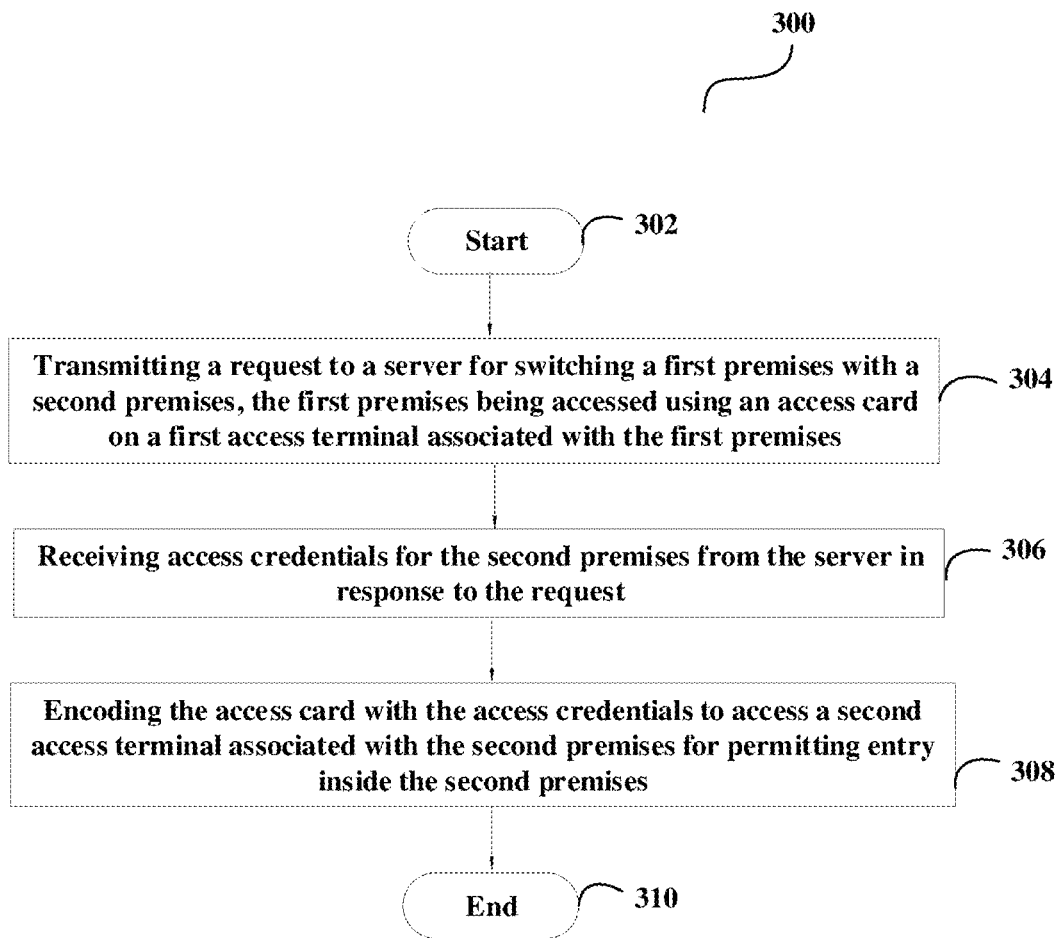 300
Start
302
Transmitting a request to a server for switching a first premises with a
second premises, the first premises being accessed using an access card
on a first access terminal associated with the first premises
304
Receiving access credentials for the second premises from the server in
response to the request
306
Encoding the access card with the access credentials to access a second
access terminal associated with the second premises for permitting entry
inside the second premises
308
End
310